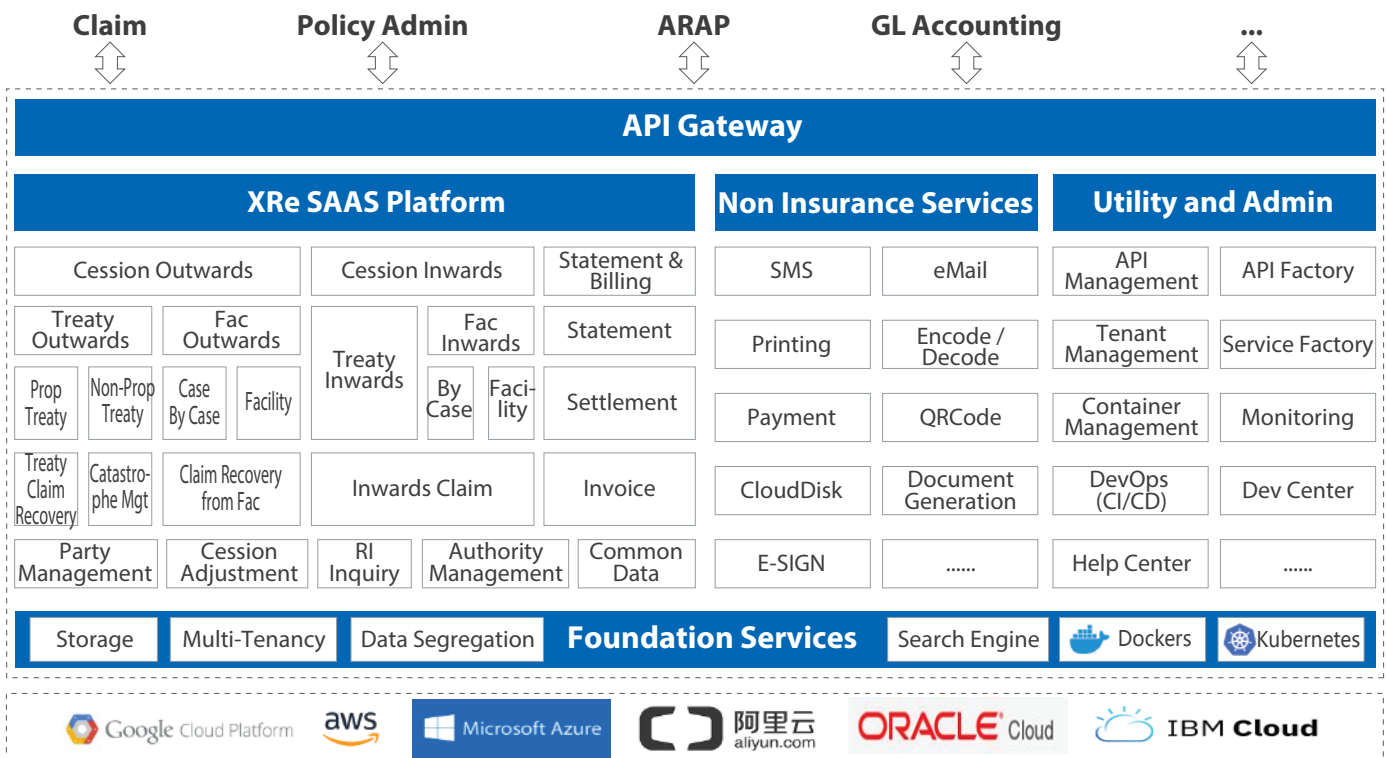 Claim
Policy Admin
ARAP
GL Accounting
...
API Gateway
XRe SAAS Platform
Non Insurance Services
Utility and Admin
Cession Outwards
Cession Inwards
Statement &
Billing
Treaty
Outwards
Fac
Outwards
Treaty
Inwards
Fac
Inwards
Statement
Prop
Treaty
Non-Prop
Treaty
Case
By Case
Facility
By
Case
Faci-
lity
Settlement
Treaty
Claim
Recovery
Catastro-
phe Mgt
Claim Recovery
from Fac
Inwards Claim
Invoice
Party
Management
Cession
Adjustment
RI
Inquiry
Authority
Management
Common
Data
SMS
eMail
Printing
Encode /
Decode
Payment
QRCode
CloudDisk
Document
Generation
E-SIGN
......
API
Management
API Factory
Tenant
Management
Service Factory
Container
Management
Monitoring
DevOps
(CI/CD)
Dev Center
Help Center
......
Storage
Multi-Tenancy
Data Segregation
Foundation Services
Search Engine
Dockers
Kubernetes
Google Cloud Platform
aws
Microsoft Azure
阿里云
aliyun.com
ORACLE Cloud
IBM Cloud